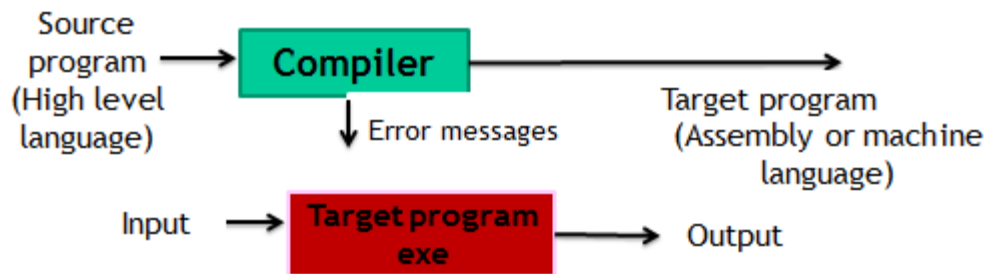 Source
program
(High level
language)
Compiler
Error messages
Target program
(Assembly or machine
language)
Input
Target program
exe
Output